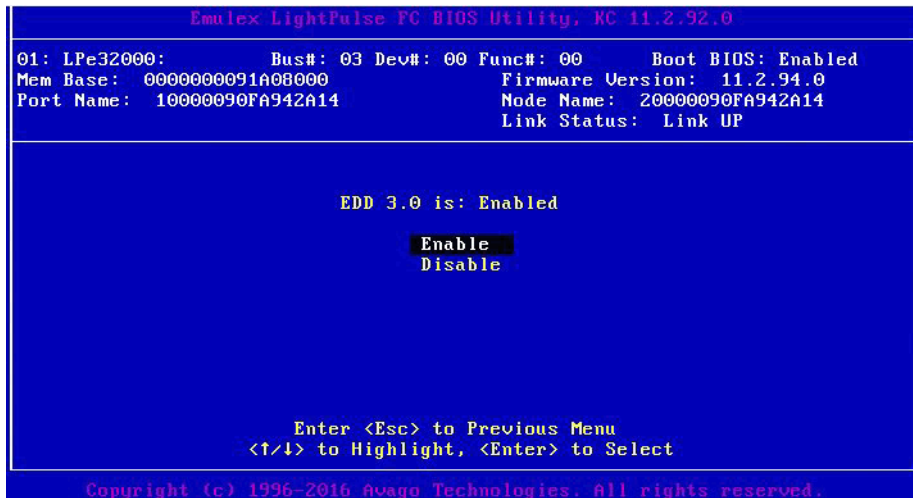 Emulex LightPulse FC BIOS Utility, KC 11.2.92.0
01: LPe32000: Bus#: 03 Dev#: 00 Func#: 00 Boot BIOS: Enabled
Mem Base: 0000000091A08000 Firmware Version: 11.2.94.0
Port Name: 10000090FA942A14 Node Name: 20000090FA942A14
Link Status: Link UP
EDD 3.0 is: Enabled
Enable
Disable
Enter <Esc> to Previous Menu
<↑/↓> to Highlight, <Enter> to Select
Copyright (c) 1996-2016 Avago Technologies. All rights reserved.